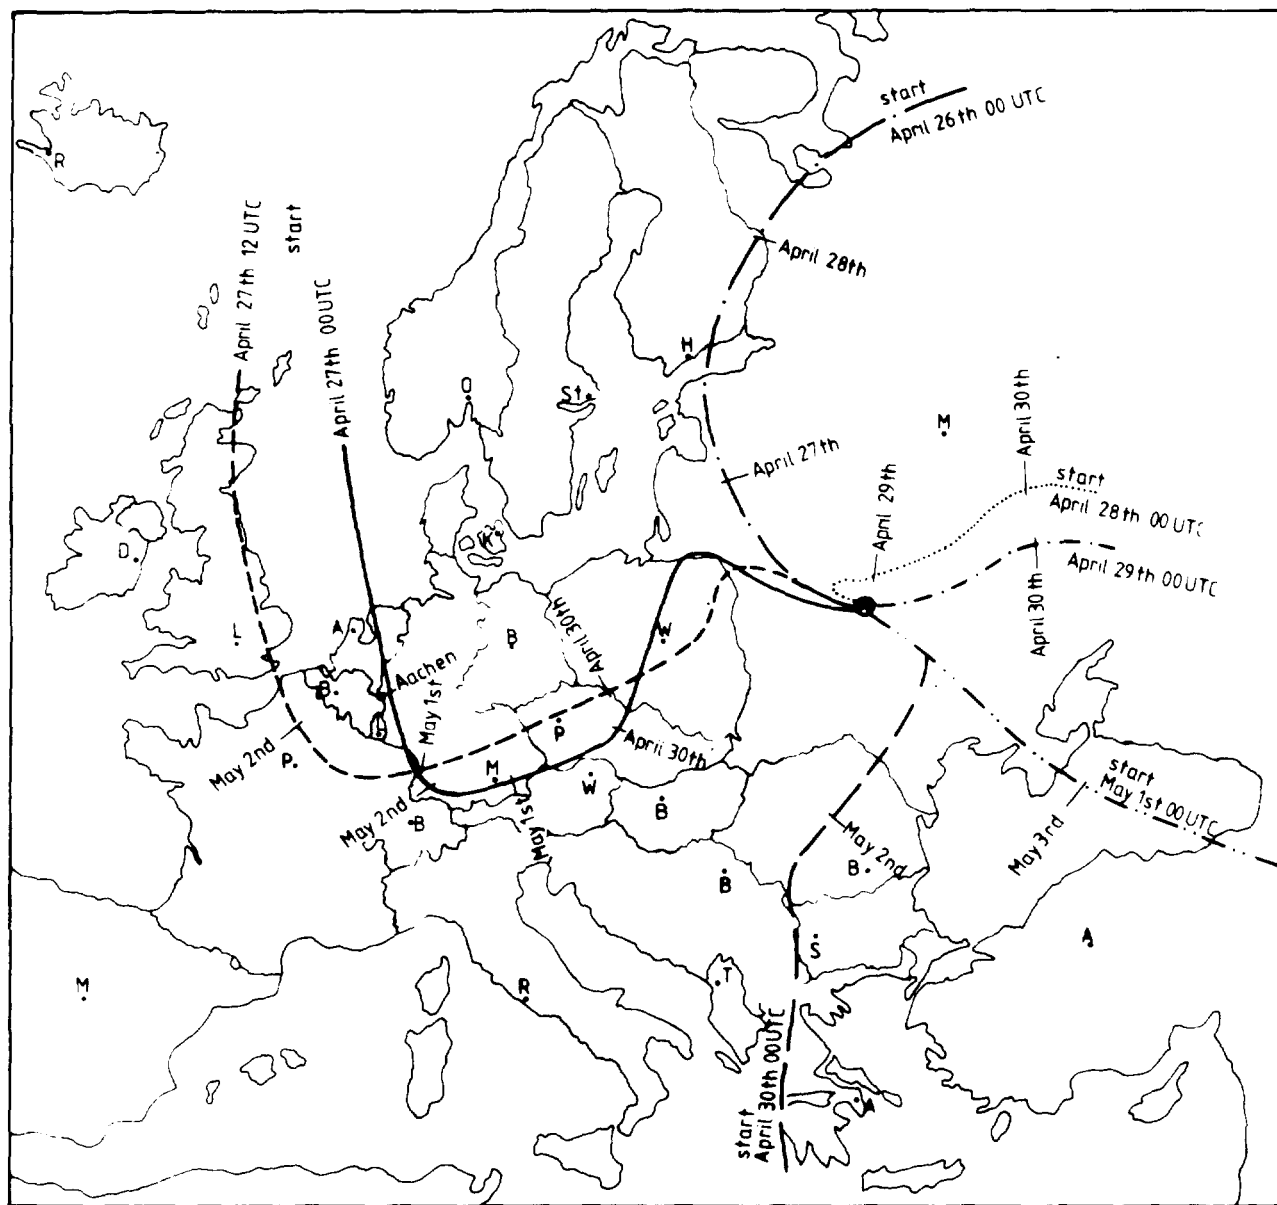 start
April 26th 00 UTC
R
April 27th 12 UTC
start
April 27th 00 UTC
April 28th
H
O
St.
M
April 27th
April 29th
April 30th
start
April 28th 00 UTC
April 29th 00 UTC
April 30th
D
K
L
A
B
W
April 30th
B
Aachen
L
May 1st
May 2nd
P
P
April 30th
M
May 1st
W
B
May 2nd
B
start
May 1st 00 UTC
May 3rd
May 2nd
B
B
S
A
M
R
T
start
April 30th 00 UTC
A